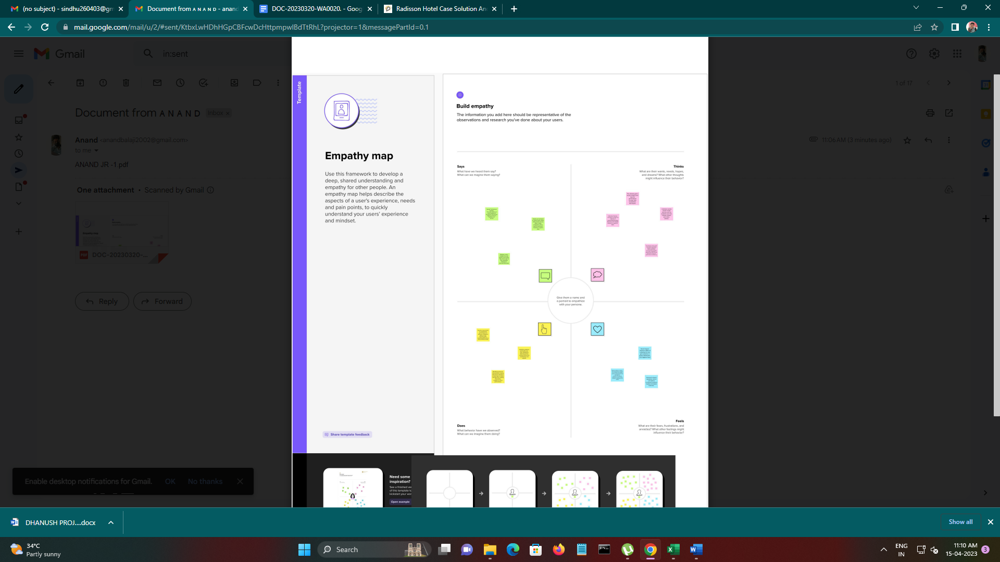 (no subject) - sindhu260403@gm
Document from A N A N D - anand
DOC-20230320-WA0020. - Goog
Radisson Hotel Case Solution An
mail.google.com/mail/u/2/#sent/KtbxLwHDhHGpCBFcwDcHttpmpwlBdTtRhL?projector=1&messagePartId=0.1
Gmail
in:sent
1 of 17
Document from A N A N D
Inbox ×
Anand <anandbalaji2002@gmail.com>
11:06 AM (3 minutes ago)
to me
ANAND JR -1.pdf
One attachment • Scanned by Gmail
Empathy map
PDF
DOC-20230320-...
Reply
Forward
Template
Empathy map
Use this framework to develop a
deep, shared understanding and
empathy for other people. An
empathy map helps describe the
aspects of a user's experience, needs
and pain points, to quickly
understand your users' experience
and mindset.
Share template feedback
Build empathy
The information you add here should be representative of the
observations and research you've done about your users.
Says
What have we heard them say?
What can we imagine them saying?
Thinks
What are their wants, needs, hopes,
and dreams? What other thoughts
might influence their behavior?
Give them a name and
a portrait to empathize
with your persona.
Does
What behavior have we observed?
What can we imagine them doing?
Feels
What are their fears, frustrations, and
anxieties? What other feelings might
influence their behavior?
Need some
inspiration?
See a finished ver
of this template to
kickstart your wor
Open example
Enable desktop notifications for Gmail.
OK
No thanks
DHANUSH PROJ....docx
Show all
34°C
Partly sunny
Search
ENG
IN
11:10 AM
15-04-2023
3